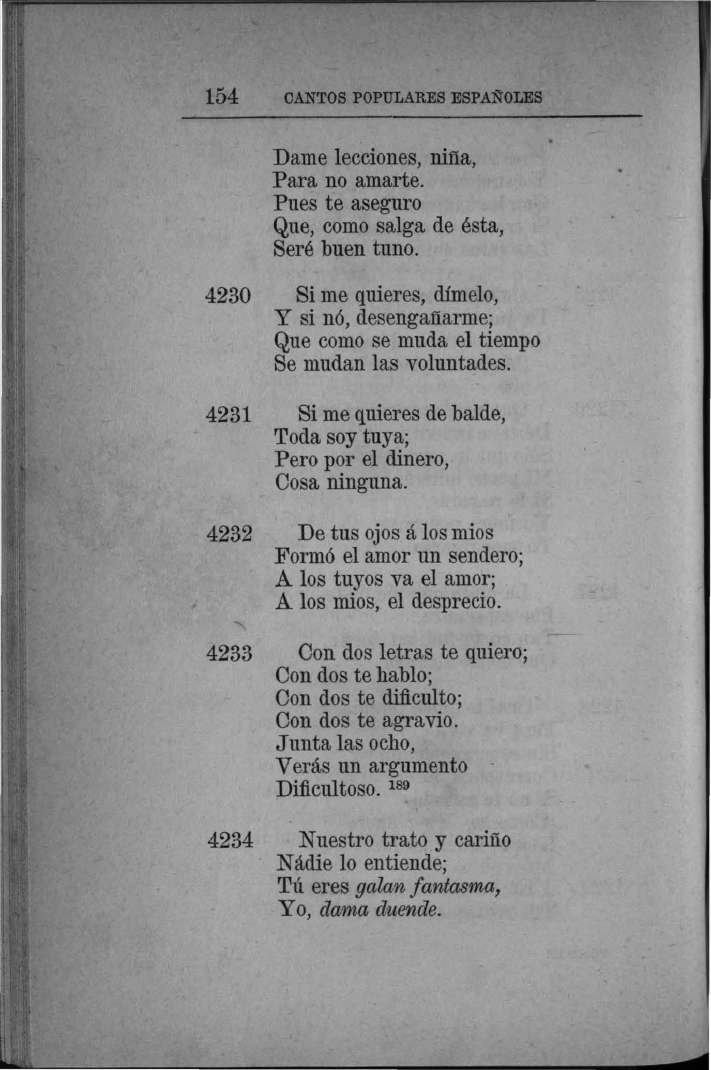 154 CANTOS POPULARES ESPAÑOLES
Dame lecciones, niña,
Para no amarte.
Pues te aseguro
Que, como salga de ésta,
Seré buen tuno.
4230 Si me quieres, dímelo,
Y si nó, desengañarme;
Que como se muda el tiempo
Se mudan las voluntades.
4231 Si me quieres de balde,
Toda soy tuya;
Pero por el dinero,
Cosa ninguna.
4232 De tus ojos á los mios
Formó el amor un sendero;
A los tuyos va el amor;
A los mios, el desprecio.
4233 Con dos letras te quiero;
Con dos te hablo;
Con dos te dificulto;
Con dos te agravio.
Junta las ocho,
Verás un argumento
Dificultoso. 189
4234 Nuestro trato y cariño
Nádie lo entiende;
Tú eres galan fantasma,
Yo, dama duende.